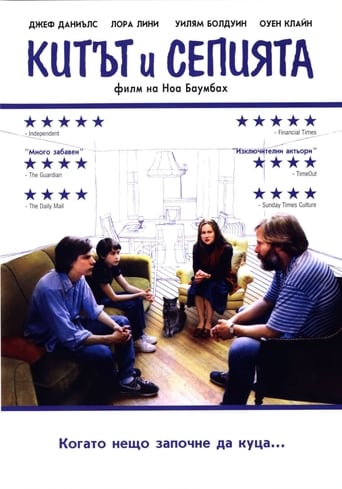 ДЖЕФ ДАНИЪЛС ЛОРА ЛИНИ УИЛЯМ БОЛДУИН ОУЕН КЛАЙН
КИТЪТ И СЕПИЯТА
филм на Ноа Баумбах
★★★★★
- Independent
"Много забавен"
★★★★
- The Guardian
★★★★
- The Daily Mail
★★★★★
- Financial Times
"Изключителни актьори"
★★★★
- TimeOut
★★★★
- Sunday Times Culture
Когато нещо започне да куца...